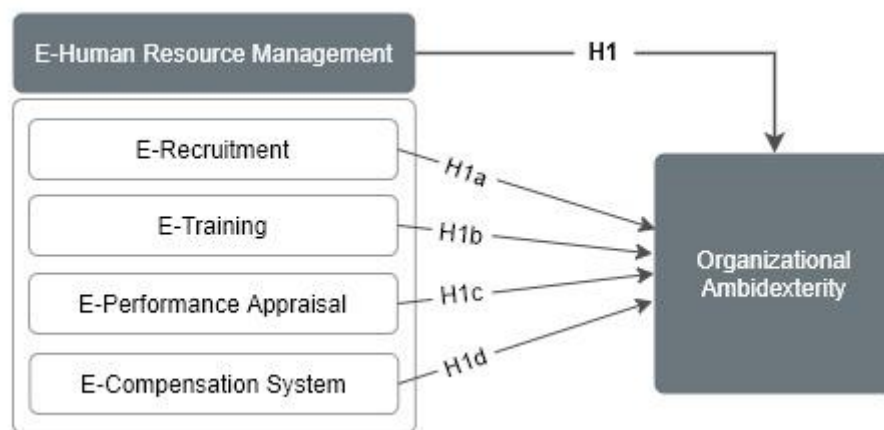 E-Human Resource Management
H1
E-Recruitment
H1a
E-Training
H1b
E-Performance Appraisal
H1c
E-Compensation System
H1d
Organizational
Ambidexterity